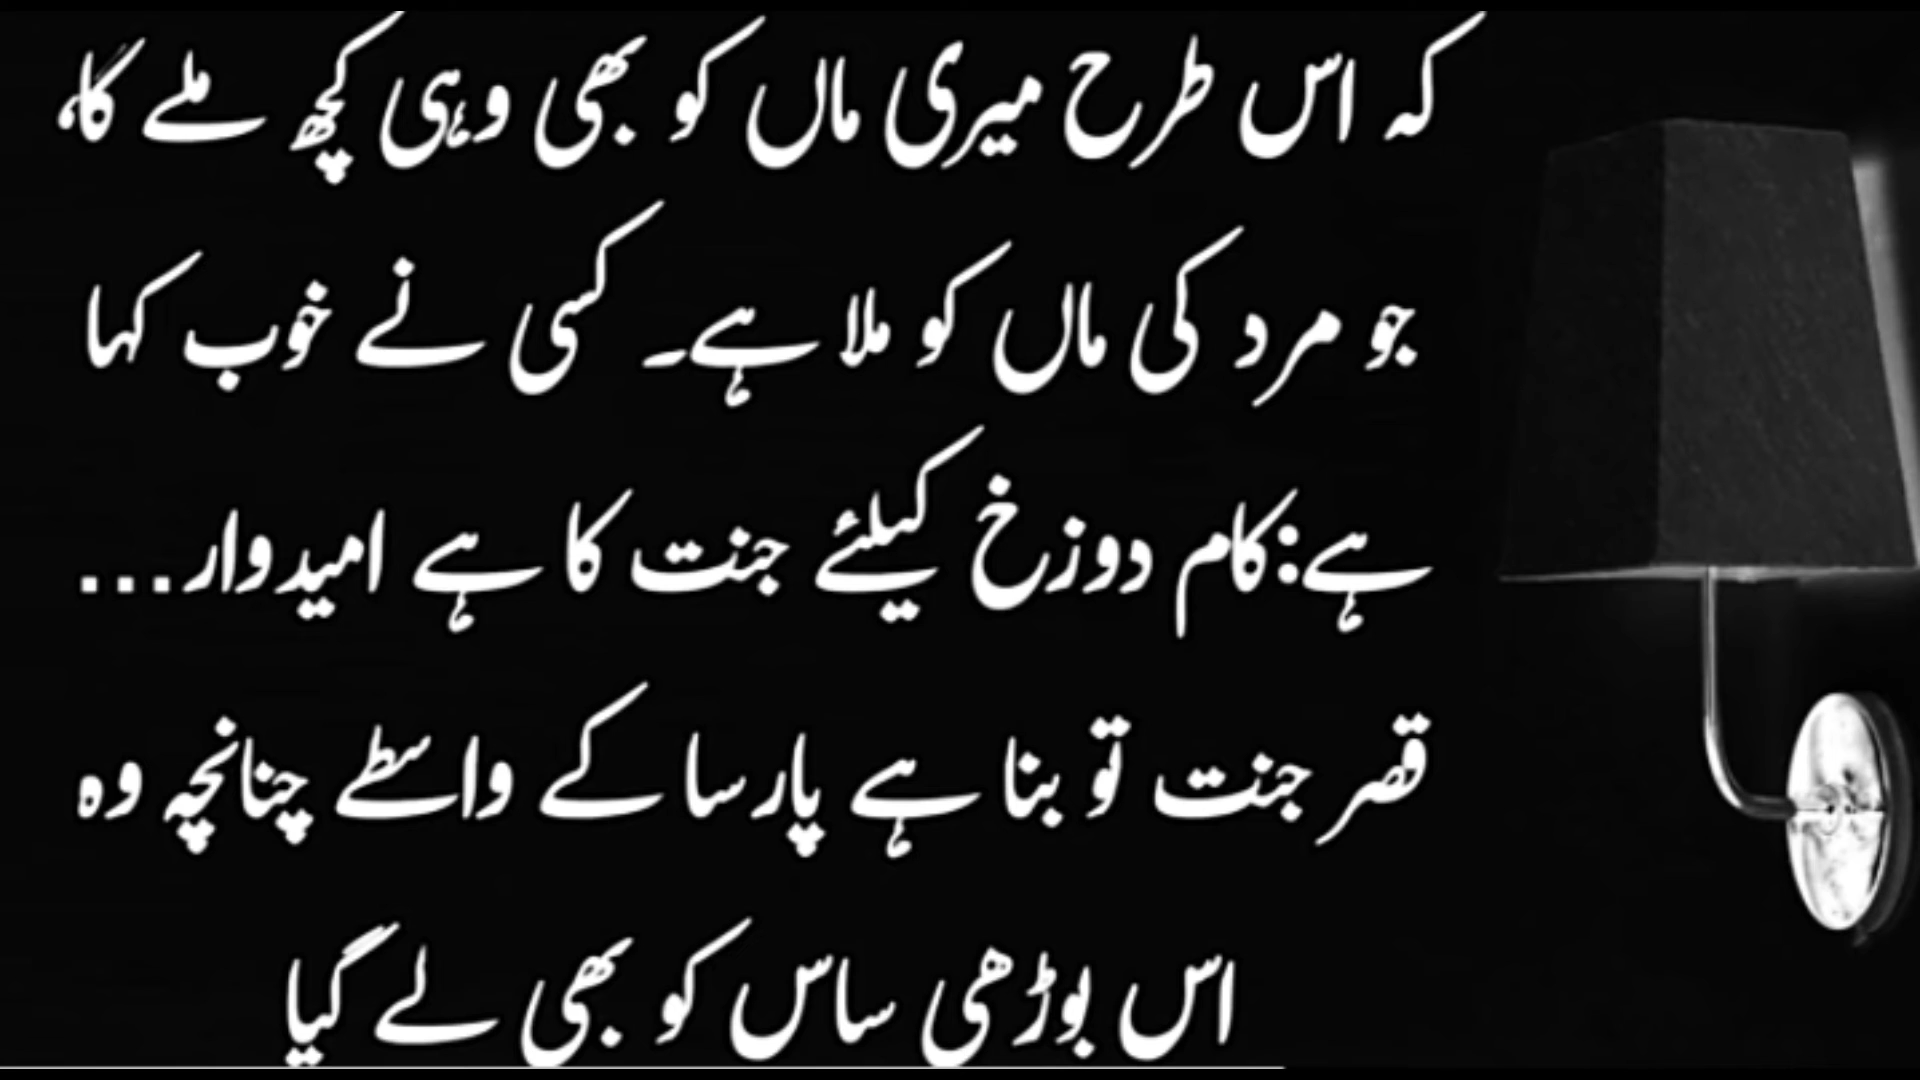 کہ اس طرح میری ماں کو بھی وہی کچھ ملے گا،
جو مرد کی ماں کو ملا ہے۔ کسی نے خوب کہا
ہے: کام دوزخ کیلئے جنت کا ہے امیدوار...
قصر جنت تو بنا ہے پارسا کے واسطے چنانچہ وہ
اس بوڑھی ساس کو بھی لے گیا